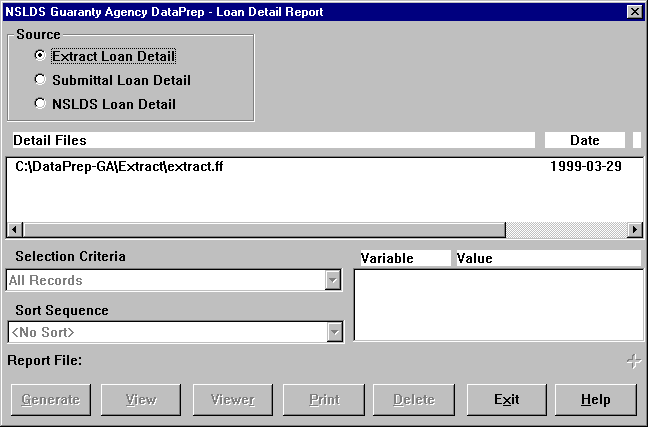 NSLDS Guaranty Agency DataPrep - Loan Detail Report
Source
Extract Loan Detail
Submittal Loan Detail
NSLDS Loan Detail
Detail Files Date
C:\DataPrep-GA\Extract\extract.ff 1999-03-29
Selection Criteria
All Records
Variable Value
Sort Sequence
<No Sort>
Report File:
Generate View Viewer Print Delete Exit Help